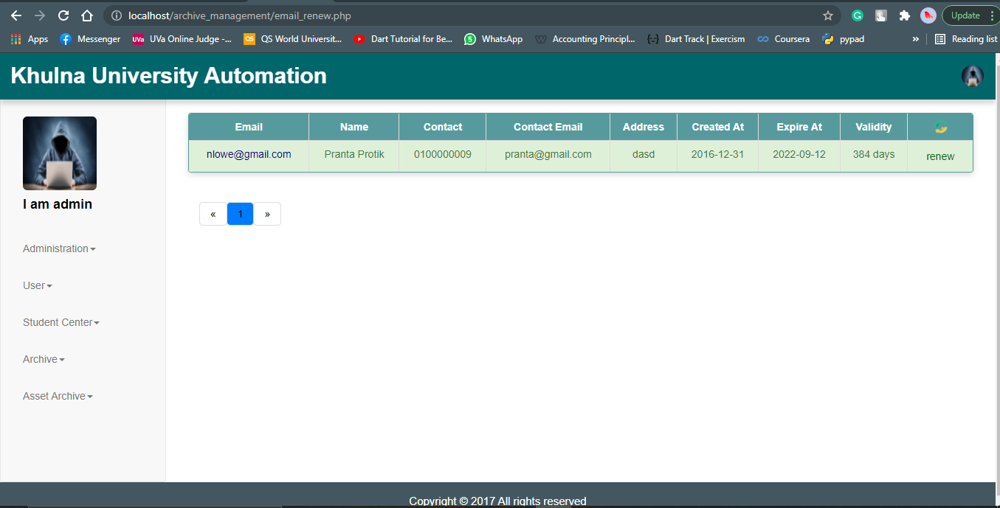 localhost/archive_management/email_renew.php Update
Apps Messenger UVa UVa Online Judge -... QS QS World Universit... Dart Tutorial for Be... 5 WhatsApp W Accounting Principl... {·-·} Dart Track | Exercism Coursera pypad » Reading list
Khulna University Automation
Email Name Contact Contact Email Address Created At Expire At Validity
nlowe@gmail.com Pranta Protik 0100000009 pranta@gmail.com dasd 2016-12-31 2022-09-12 384 days renew
I am admin
« 1 »
Administration
User
Student Center
Archive
Asset Archive
Copyright © 2017 All rights reserved